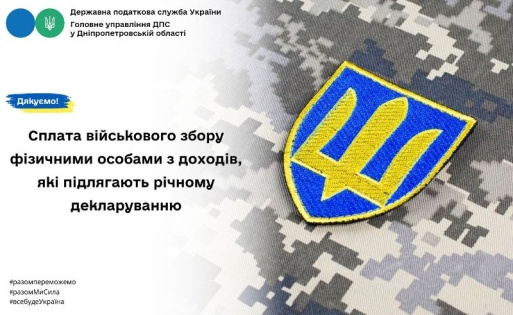 Державна податкова служба України
Головне управління ДПС
у Дніпропетровській області
Дякуємо!
Сплата військового збору
фізичними особами з доходів,
які підлягають річному
декларуванню
#разомпереможемо
#разомМиСила
#всебудеУкраїна